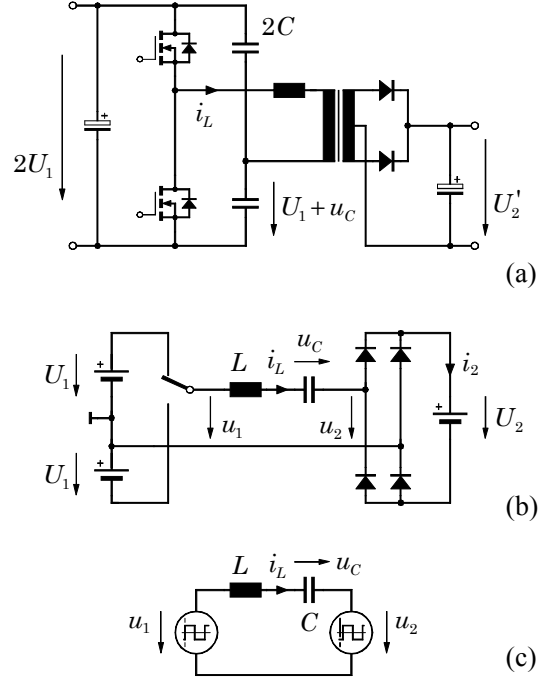 2C
i_L
2U_1
U_1 + u_C
U_2'
(a)
u_C
L
i_L
U_1
u_1
u_2
i_2
U_2
U_1
(b)
L
i_L
u_C
u_1
C
u_2
(c)